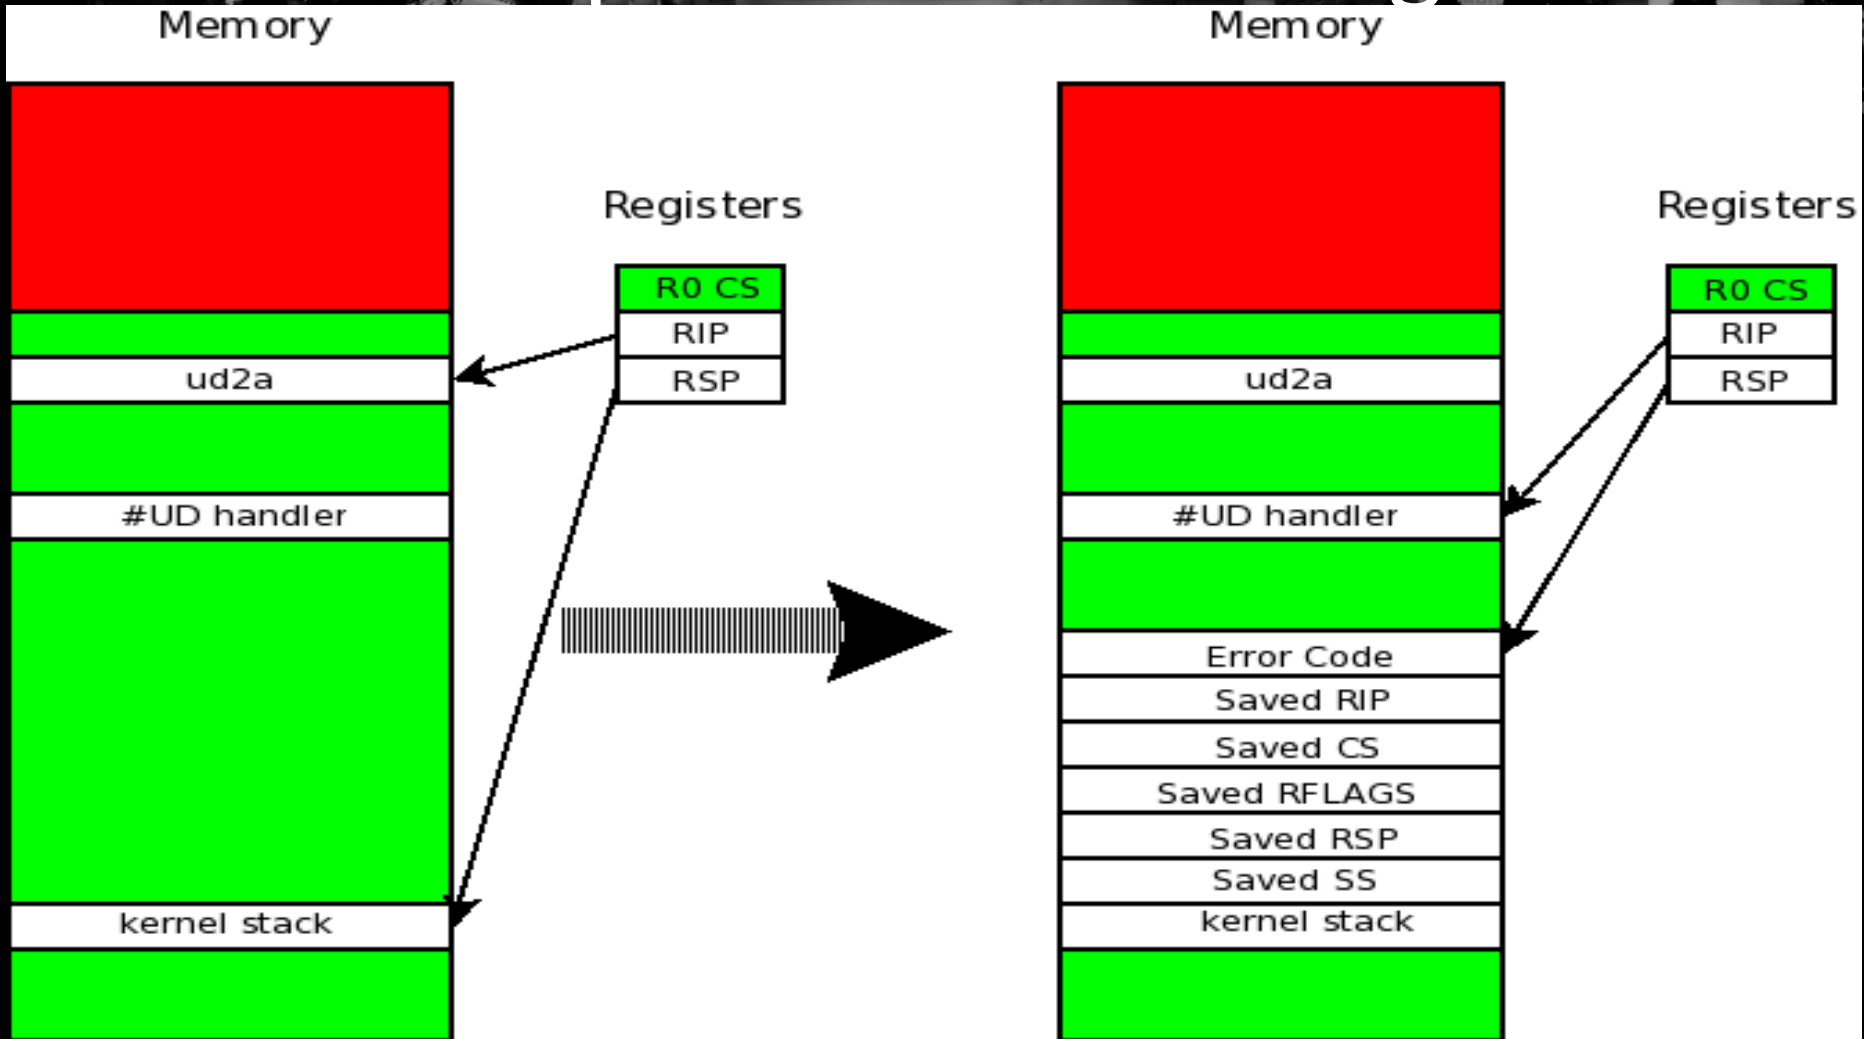 Memory
Registers
R0 CS
RIP
RSP
ud2a
#UD handler
kernel stack
Memory
Registers
R0 CS
RIP
RSP
ud2a
#UD handler
Error Code
Saved RIP
Saved CS
Saved RFLAGS
Saved RSP
Saved SS
kernel stack